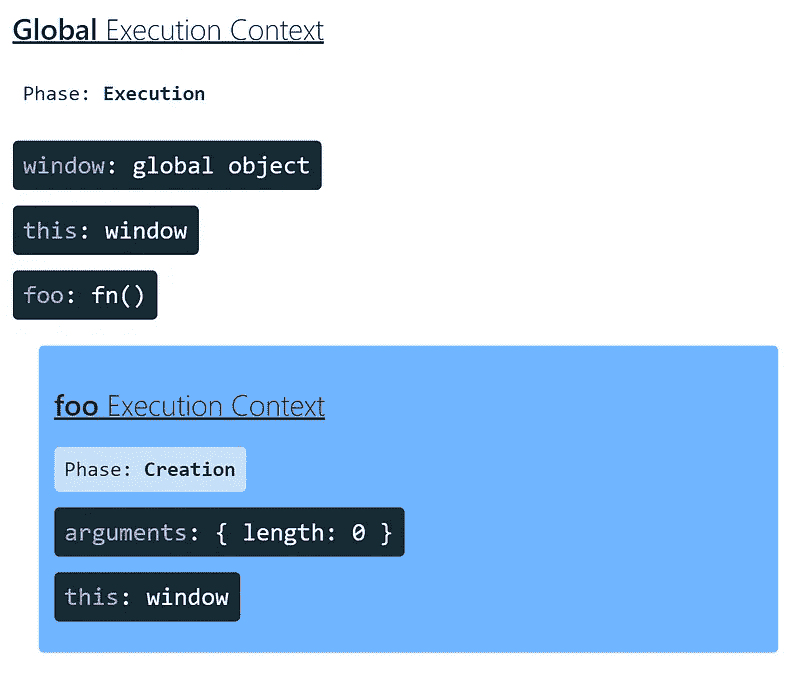 Global Execution Context
Phase: Execution
window: global object
this: window
foo: fn()
foo Execution Context
Phase: Creation
arguments: { length: 0 }
this: window